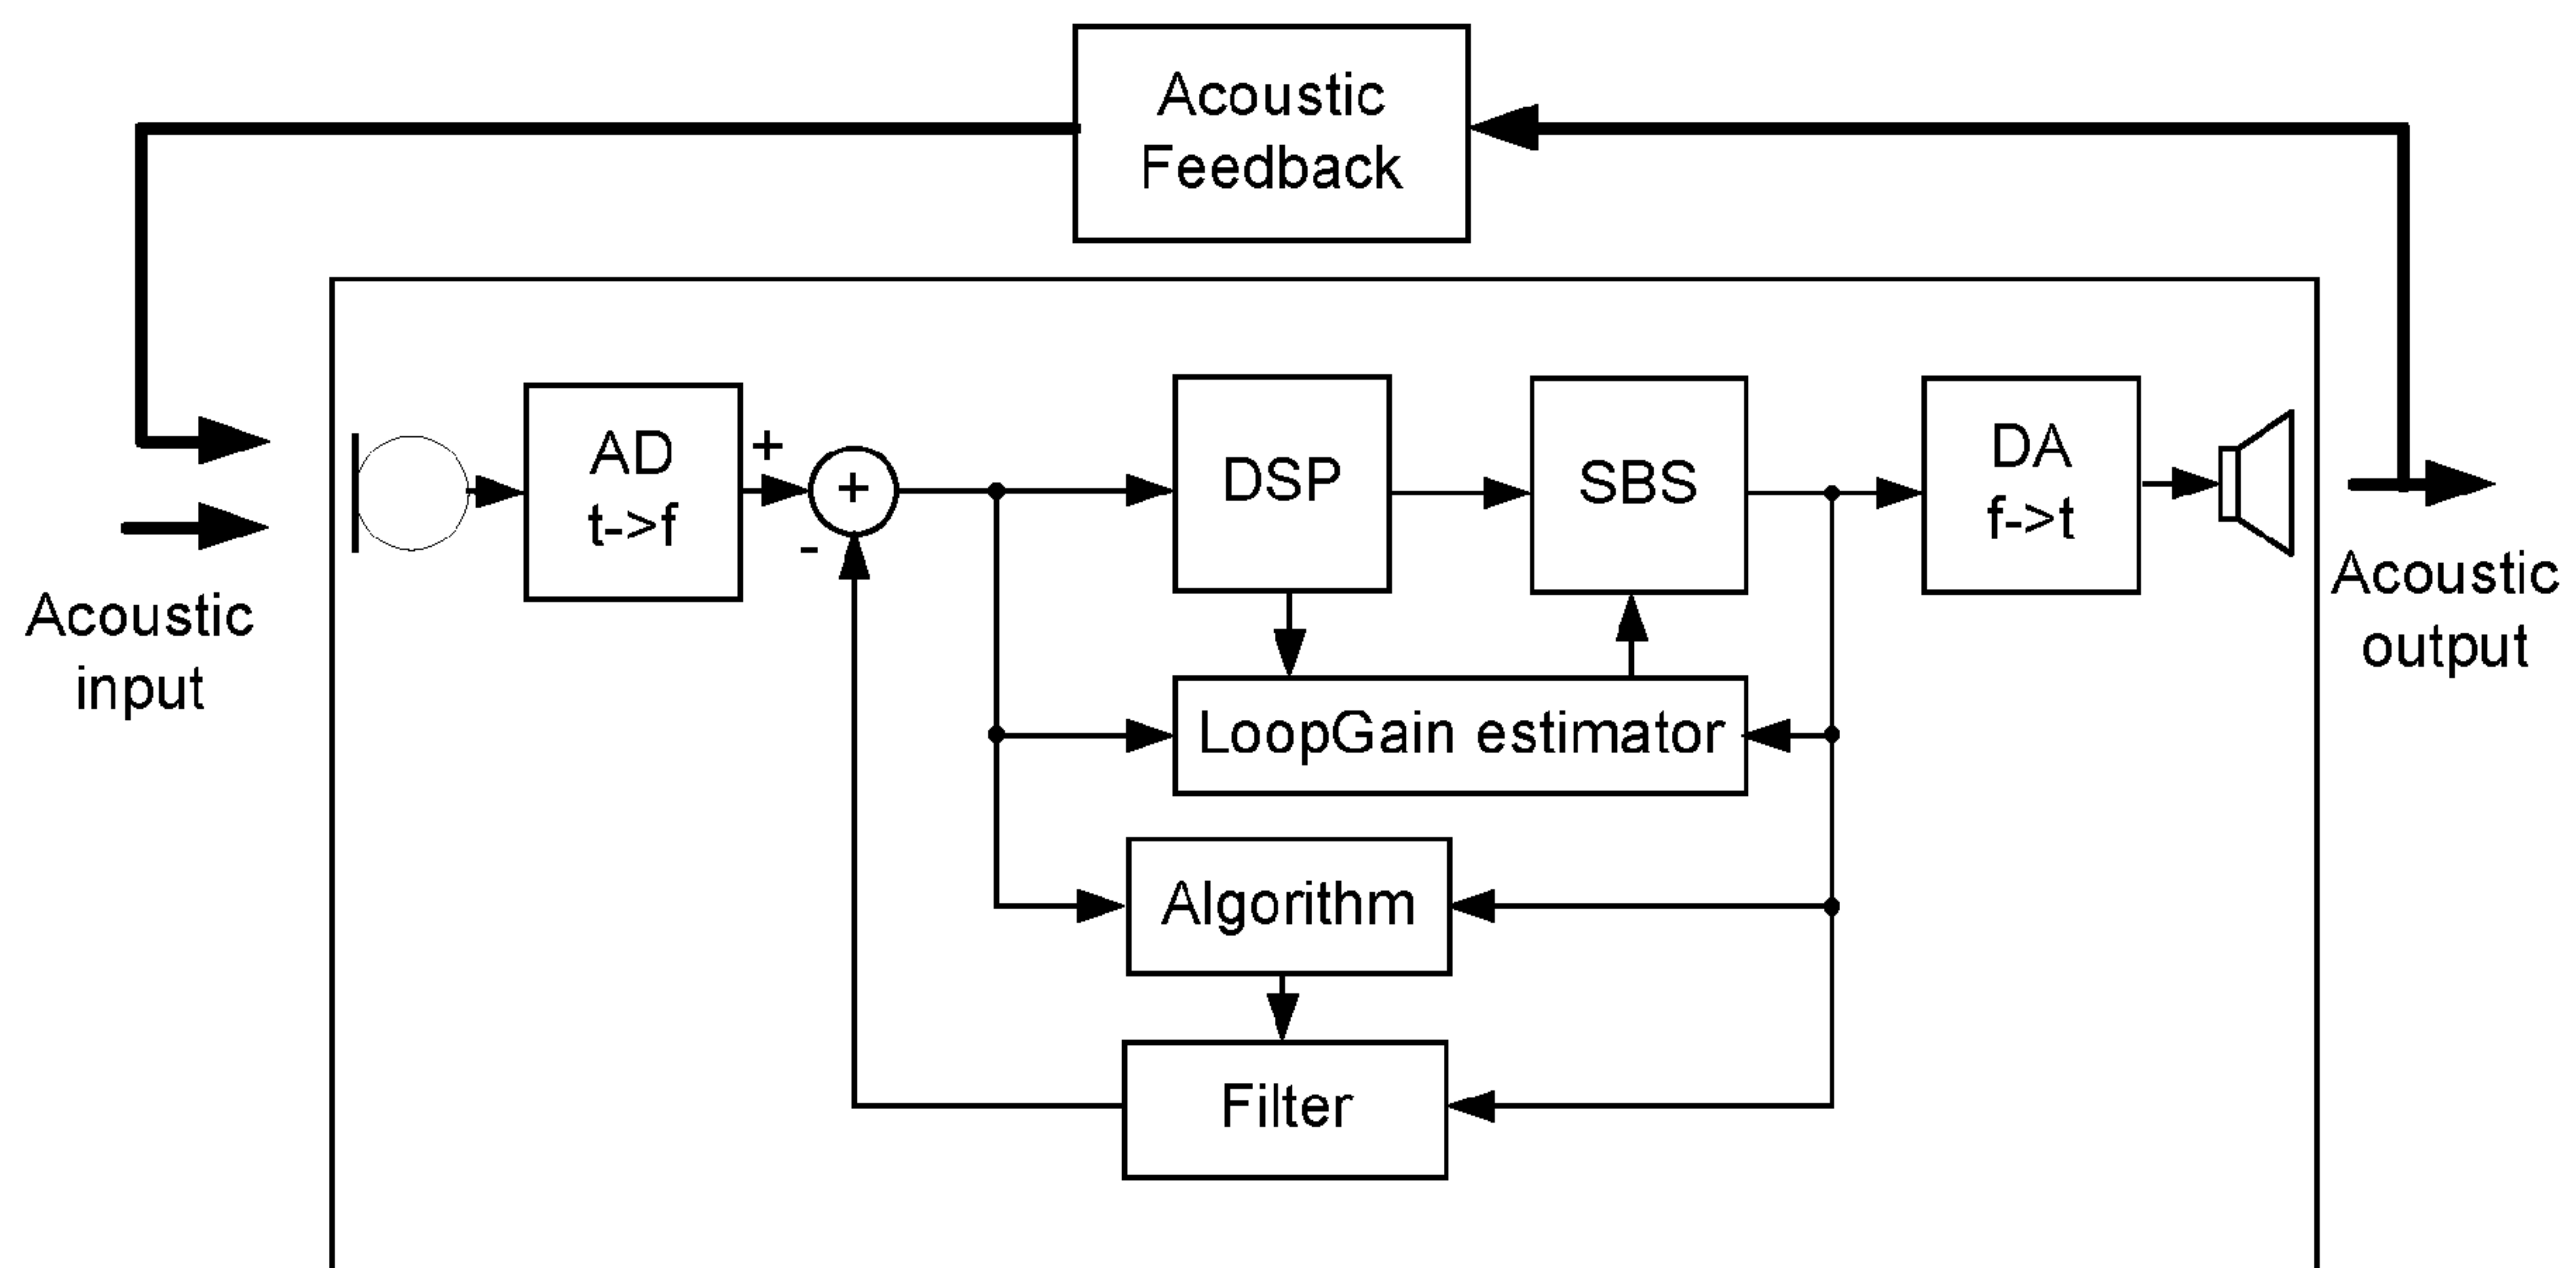 Acoustic
Feedback
AD
t->f
+
+
-
DSP
SBS
DA
f->t
Acoustic
input
Acoustic
output
LoopGain estimator
Algorithm
Filter